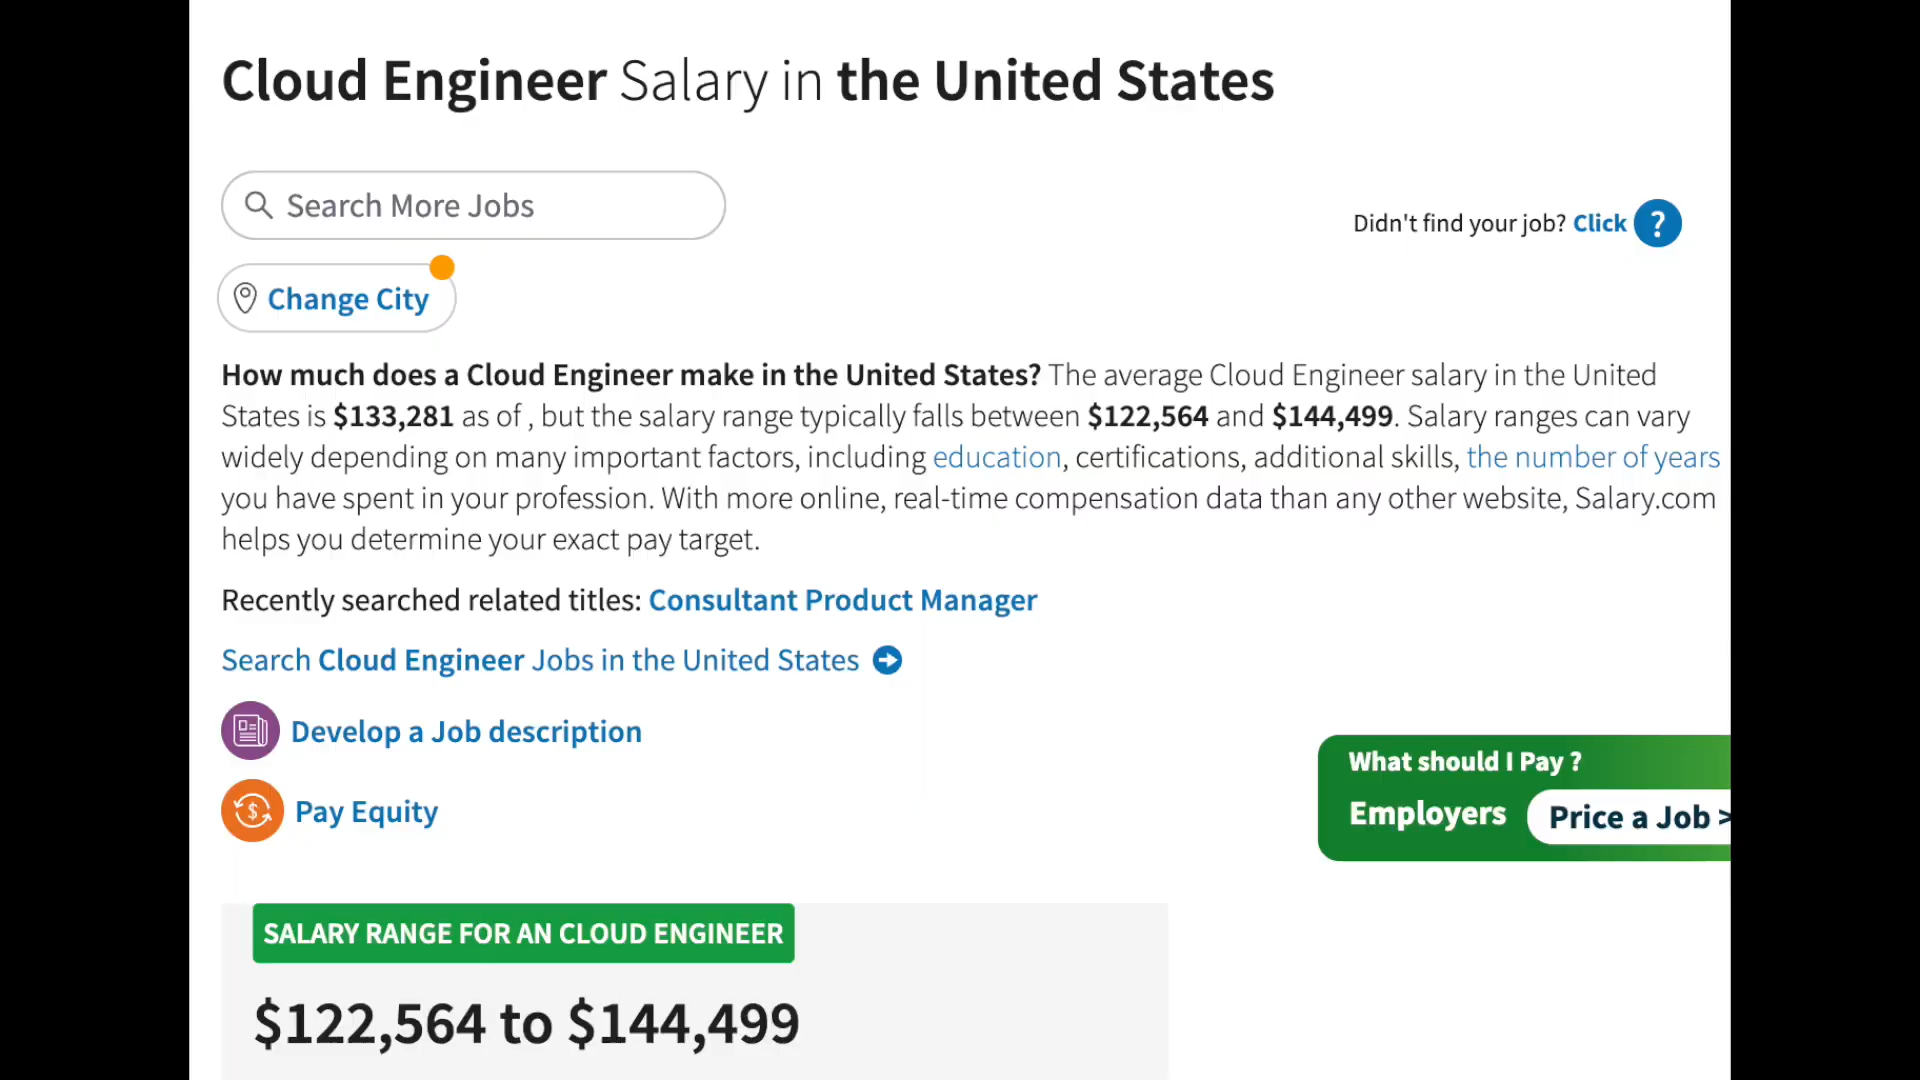 Cloud Engineer Salary in the United States
Search More Jobs
Didn't find your job? Click ?
Change City
How much does a Cloud Engineer make in the United States? The average Cloud Engineer salary in the United
States is $133,281 as of , but the salary range typically falls between $122,564 and $144,499. Salary ranges can vary
widely depending on many important factors, including education, certifications, additional skills, the number of years
you have spent in your profession. With more online, real-time compensation data than any other website, Salary.com
helps you determine your exact pay target.
Recently searched related titles: Consultant Product Manager
Search Cloud Engineer Jobs in the United States
Develop a Job description
What should I Pay ?
Pay Equity
Employers Price a Job >
SALARY RANGE FOR AN CLOUD ENGINEER
$122,564 to $144,499